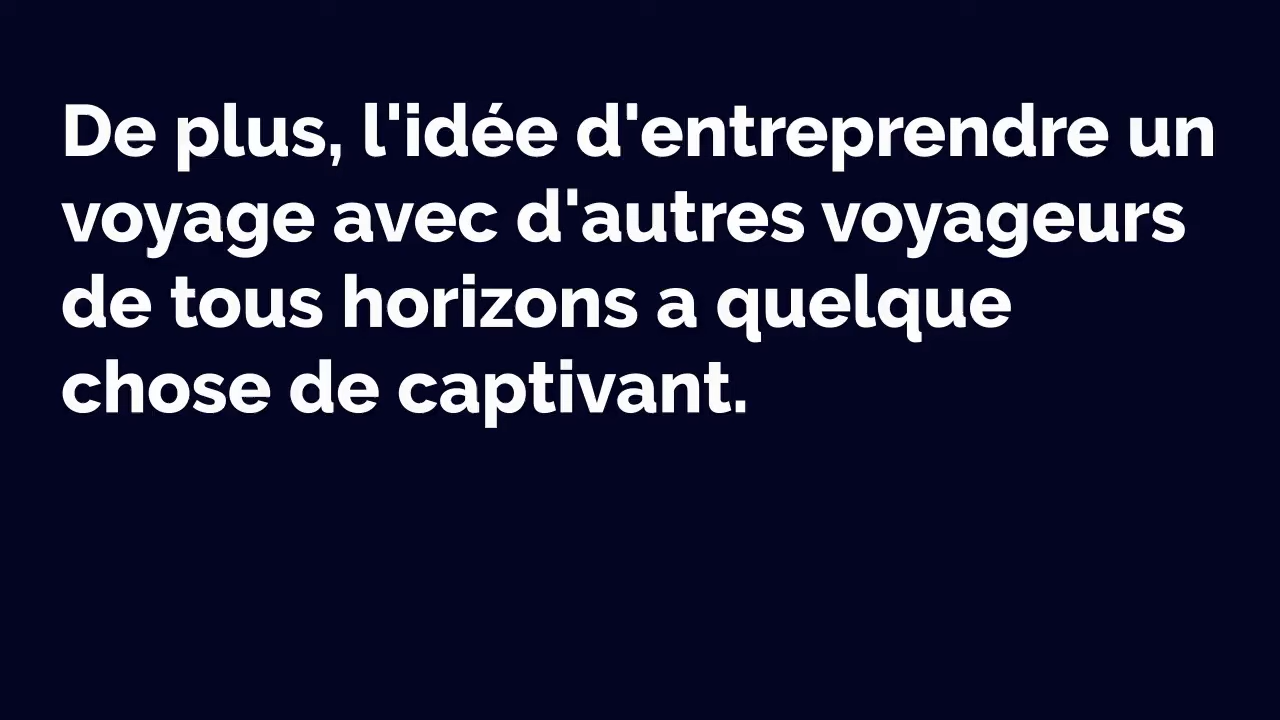 De plus, l'idée d'entreprendre un
voyage avec d'autres voyageurs
de tous horizons a quelque
chose de captivant.